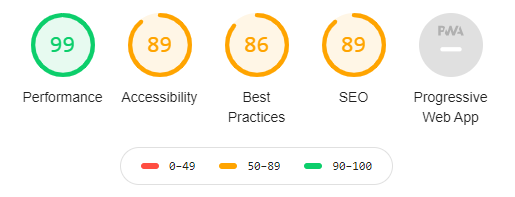 99 89 86 89 PWA
Performance Accessibility Best Practices SEO Progressive Web App
0–49 50–89 90–100